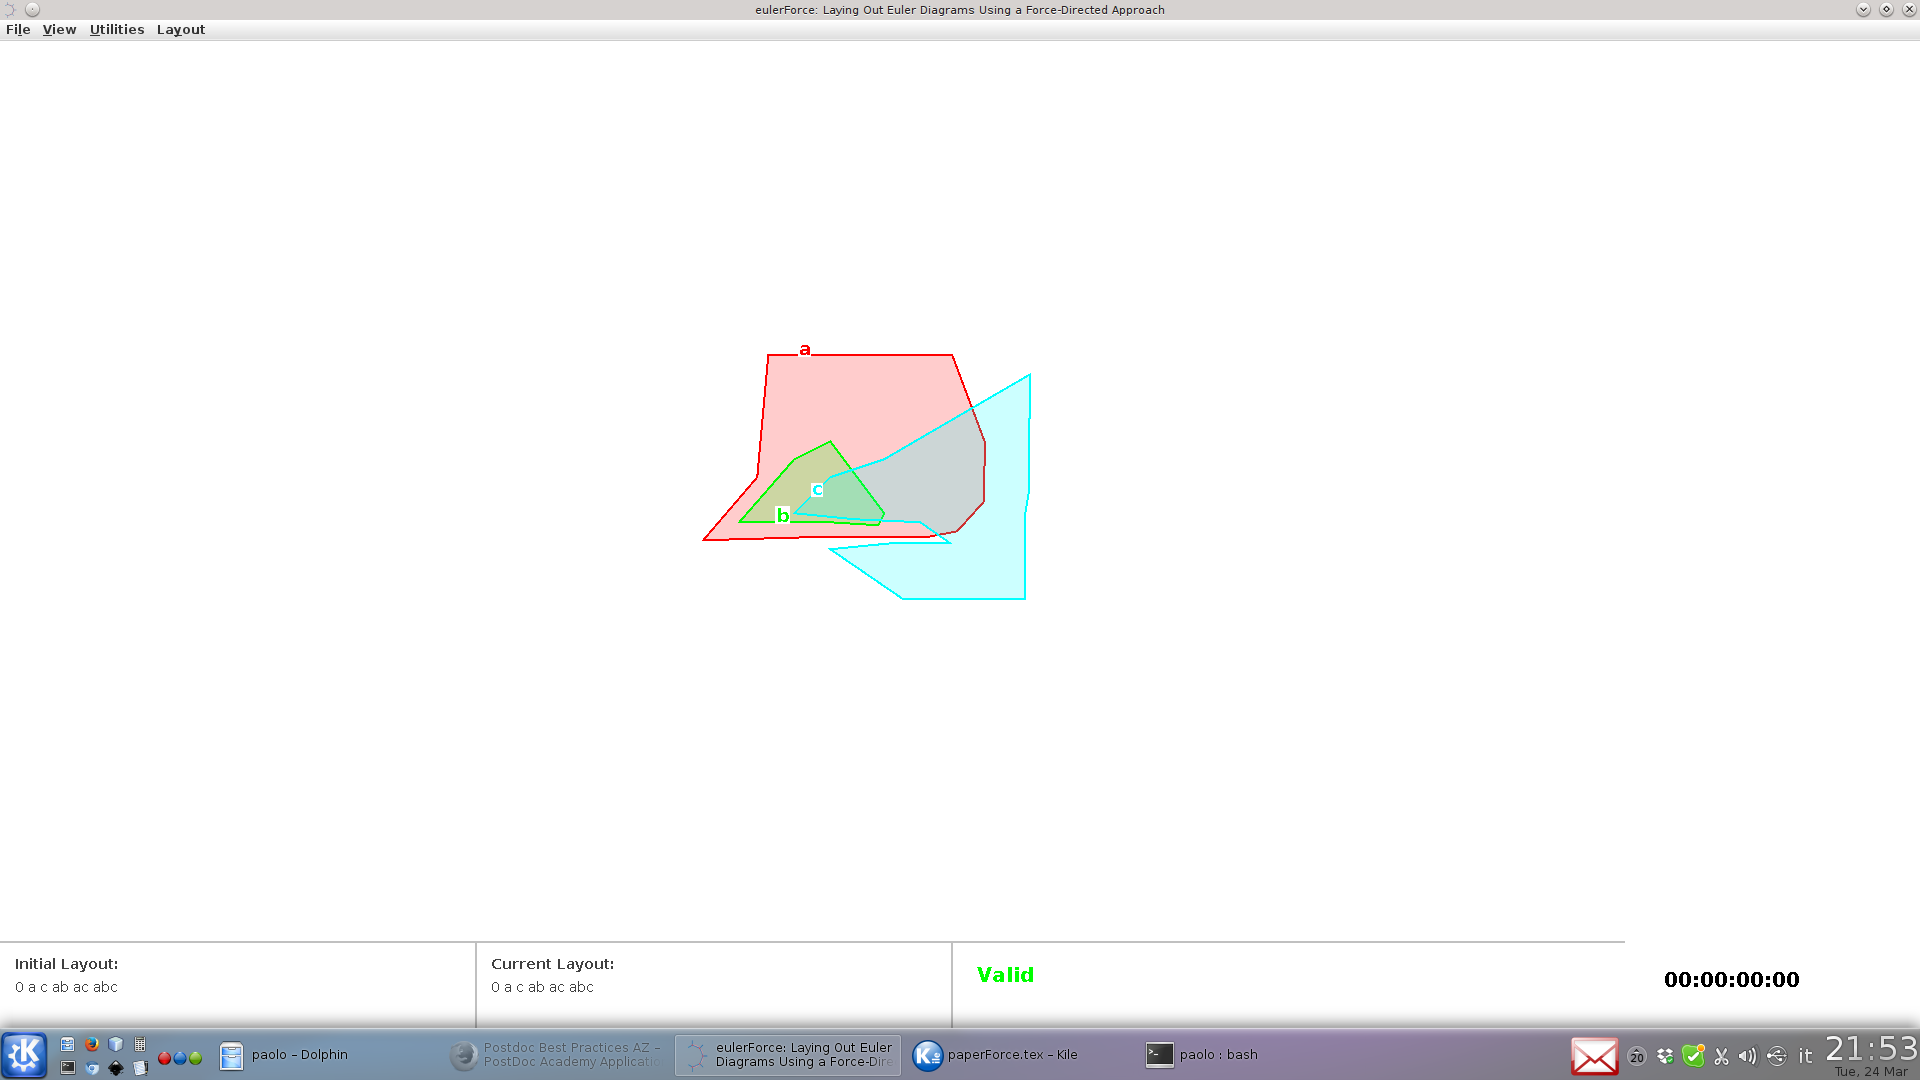 eulerForce: Laying Out Euler Diagrams Using a Force-Directed Approach
File View Utilities Layout
a
c
b
Initial Layout:
0 a c ab ac abc
Current Layout:
0 a c ab ac abc
Valid
00:00:00:00
paolo – Dolphin
Postdoc Best Practices AZ –
PostDoc Academy Applicatio
eulerForce: Laying Out Euler
Diagrams Using a Force-Dire
paperForce.tex – Kile
paolo : bash
20
it
21:53
Tue, 24 Mar